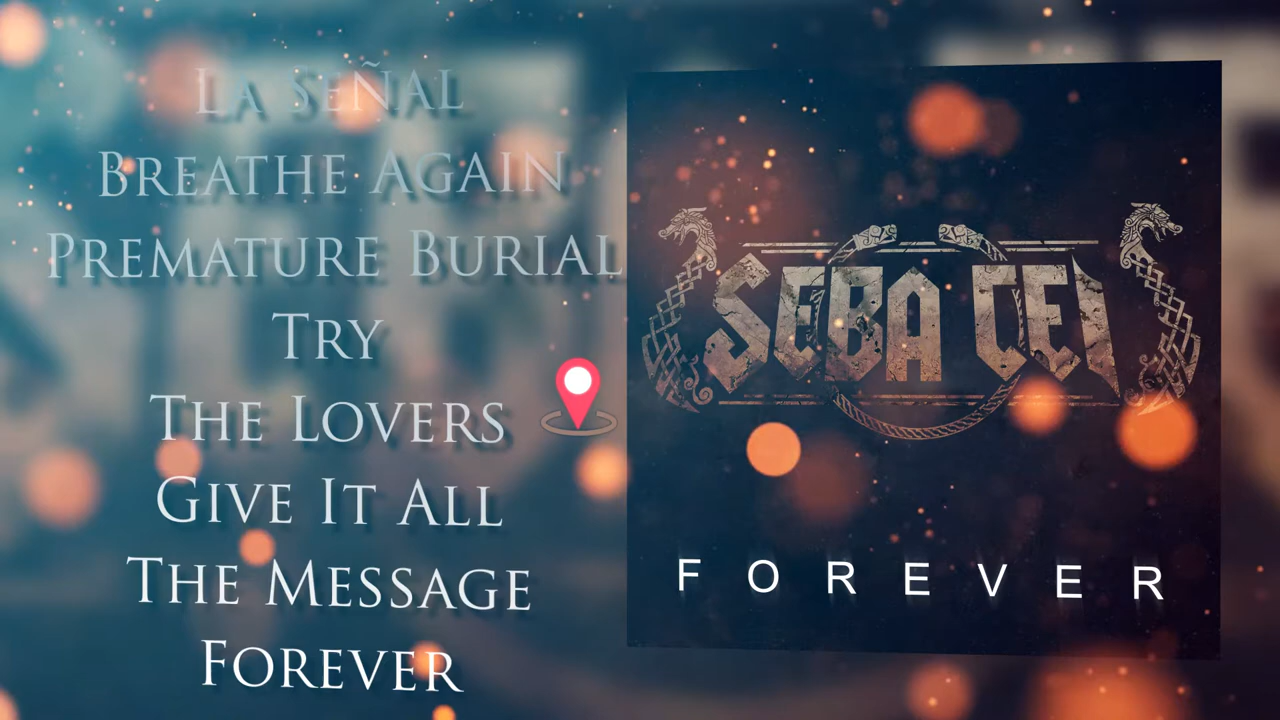 La Señal
Breathe Again
Premature Burial
Try
The Lovers
Give It All
The Message
Forever
SEBA CEI
FOREVER